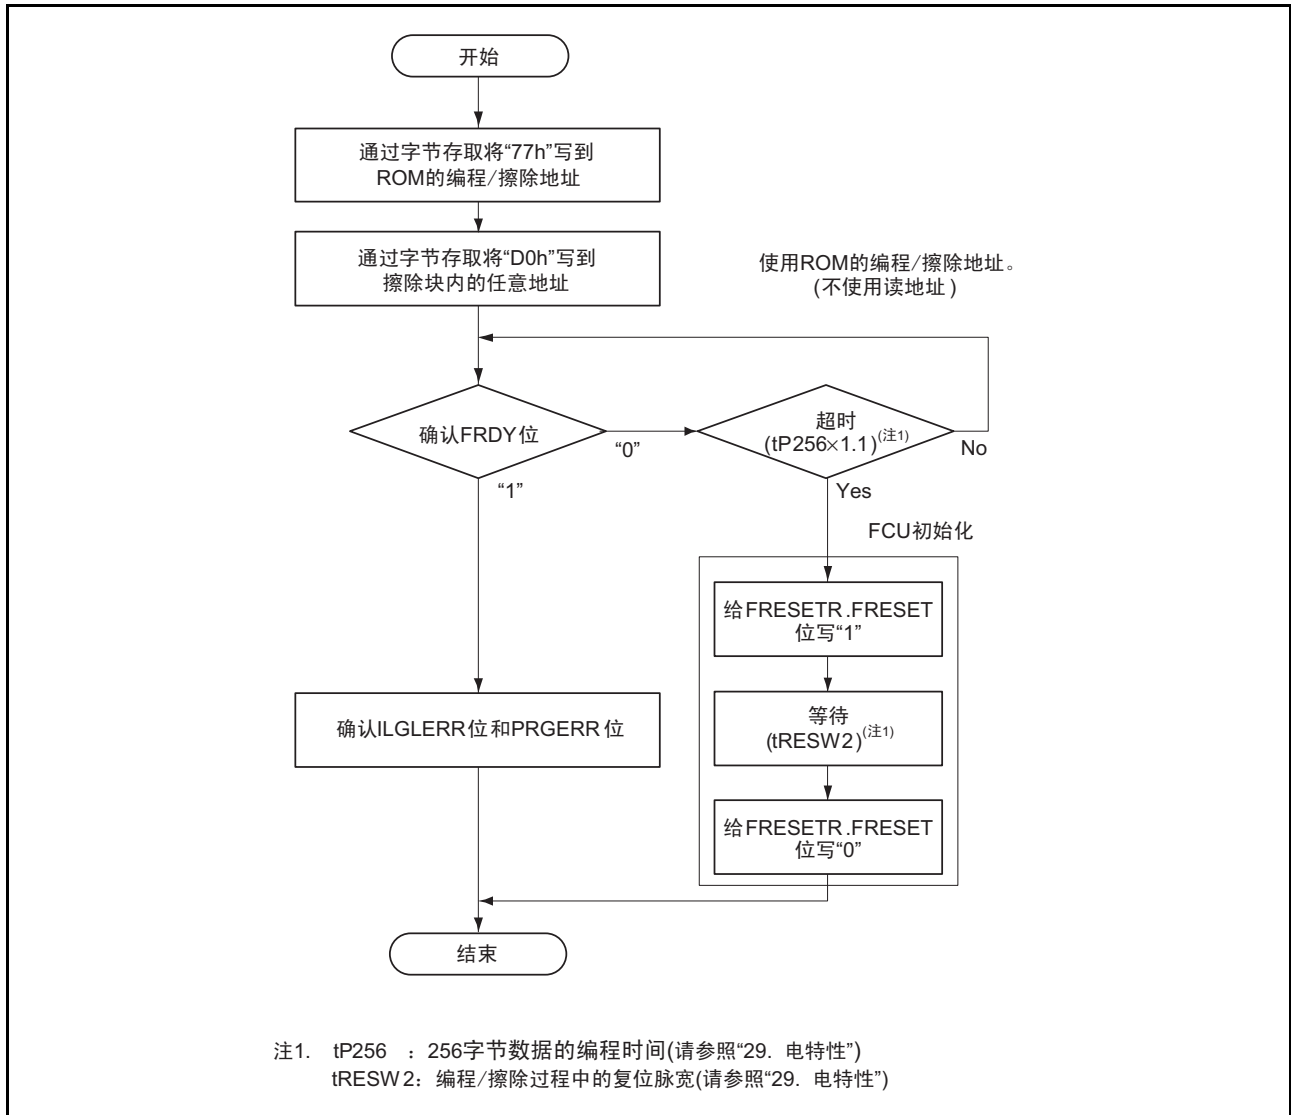 开始
通过字节存取将“77h”写到
ROM的编程/擦除地址
通过字节存取将“D0h”写到
擦除块内的任意地址
使用ROM的编程/擦除地址。
(不使用读地址)
确认FRDY位
“0”
超时
(tP256×1.1)(注1)
No
“1”
Yes
FCU初始化
给FRESETR.FRESET
位写“1”
确认ILGLERR位和PRGERR位
等待
(tRESW2)(注1)
给FRESETR.FRESET
位写“0”
结束
注1. tP256 :256字节数据的编程时间(请参照“29. 电特性”)
tRESW2:编程/擦除过程中的复位脉宽(请参照“29. 电特性”)